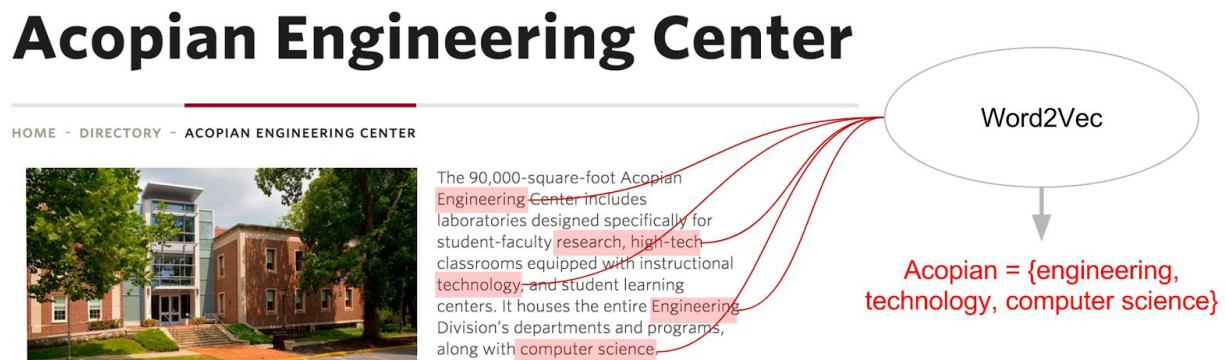 Acopian Engineering Center
HOME - DIRECTORY - ACOPIAN ENGINEERING CENTER
The 90,000-square-foot Acopian
Engineering Center includes
laboratories designed specifically for
student-faculty research, high-tech
classrooms equipped with instructional
technology, and student learning
centers. It houses the entire Engineering
Division's departments and programs,
along with computer science.
Word2Vec
Acopian = {engineering,
technology, computer science}